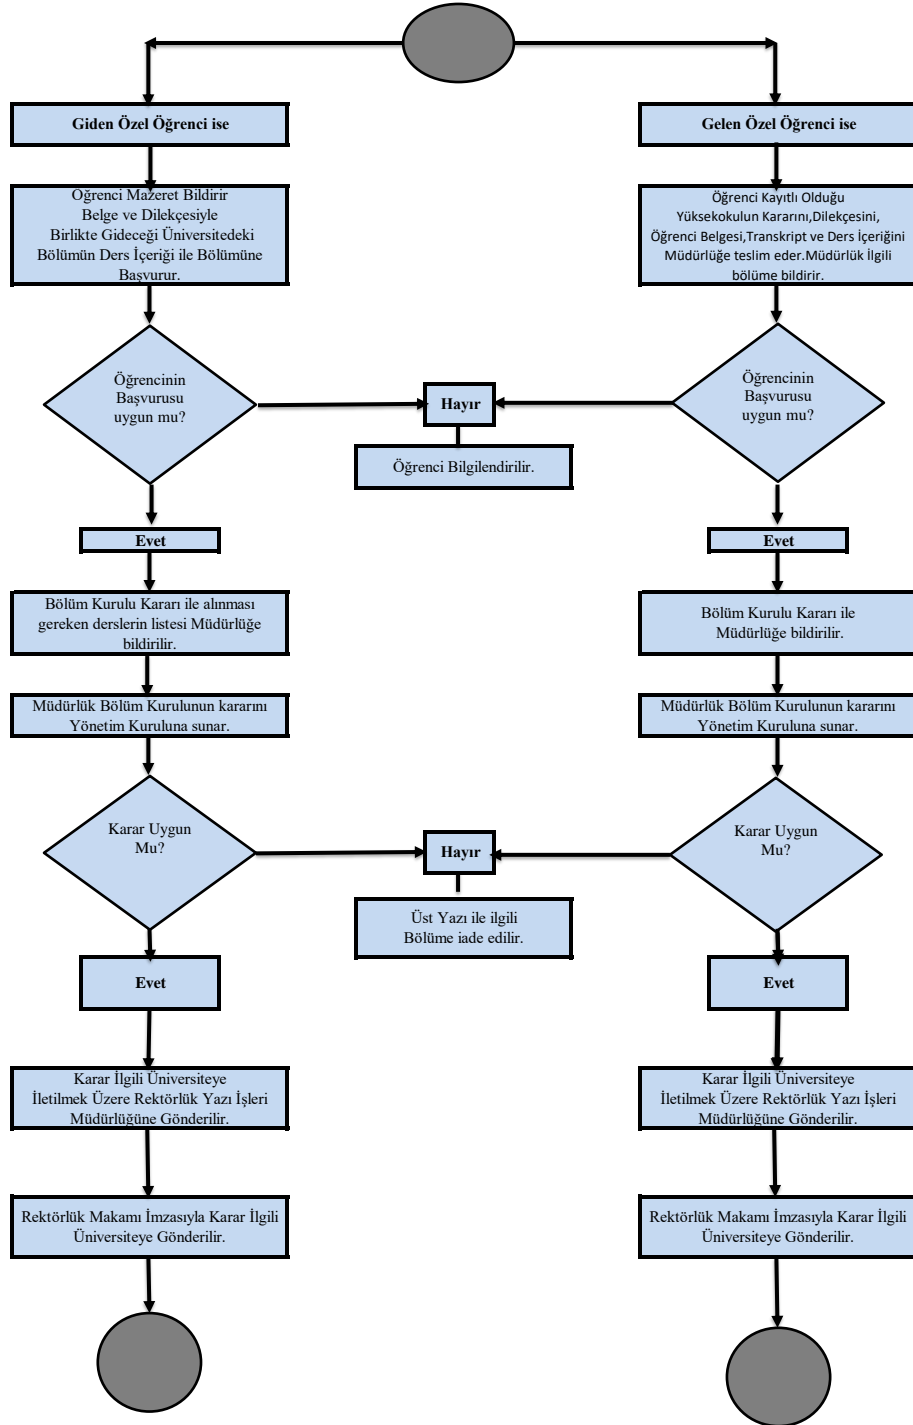 Giden Özel Öğrenci ise
Öğrenci Mazeret Bildirir
Belge ve Dilekçesiyle
Birlikte Gideceği Üniversitedeki
Bölümün Ders İçeriği ile Bölümüne
Başvurur.
Öğrencinin
Başvurusu
uygun mu?
Evet
Bölüm Kurulu Kararı ile alınması
gereken derslerin listesi Müdürlüğe
bildirilir.
Müdürlük Bölüm Kurulunun kararını
Yönetim Kuruluna sunar.
Karar Uygun
Mu?
Evet
Karar İlgili Üniversiteye
İletilmek Üzere Rektörlük Yazı İşleri
Müdürlüğüne Gönderilir.
Rektörlük Makamı İmzasıyla Karar İlgili
Üniversiteye Gönderilir.
Hayır
Öğrenci Bilgilendirilir.
Hayır
Üst Yazı ile ilgili
Bölüme iade edilir.
Gelen Özel Öğrenci ise
Öğrenci Kayıtlı Olduğu
Yüksekokulun Kararını,Dilekçesini,
Öğrenci Belgesi,Transkript ve Ders İçeriğini
Müdürlüğe teslim eder.Müdürlük İlgili
bölüme bildirir.
Öğrencinin
Başvurusu
uygun mu?
Evet
Bölüm Kurulu Kararı ile
Müdürlüğe bildirilir.
Müdürlük Bölüm Kurulunun kararını
Yönetim Kuruluna sunar.
Karar Uygun
Mu?
Evet
Karar İlgili Üniversiteye
İletilmek Üzere Rektörlük Yazı İşleri
Müdürlüğüne Gönderilir.
Rektörlük Makamı İmzasıyla Karar İlgili
Üniversiteye Gönderilir.